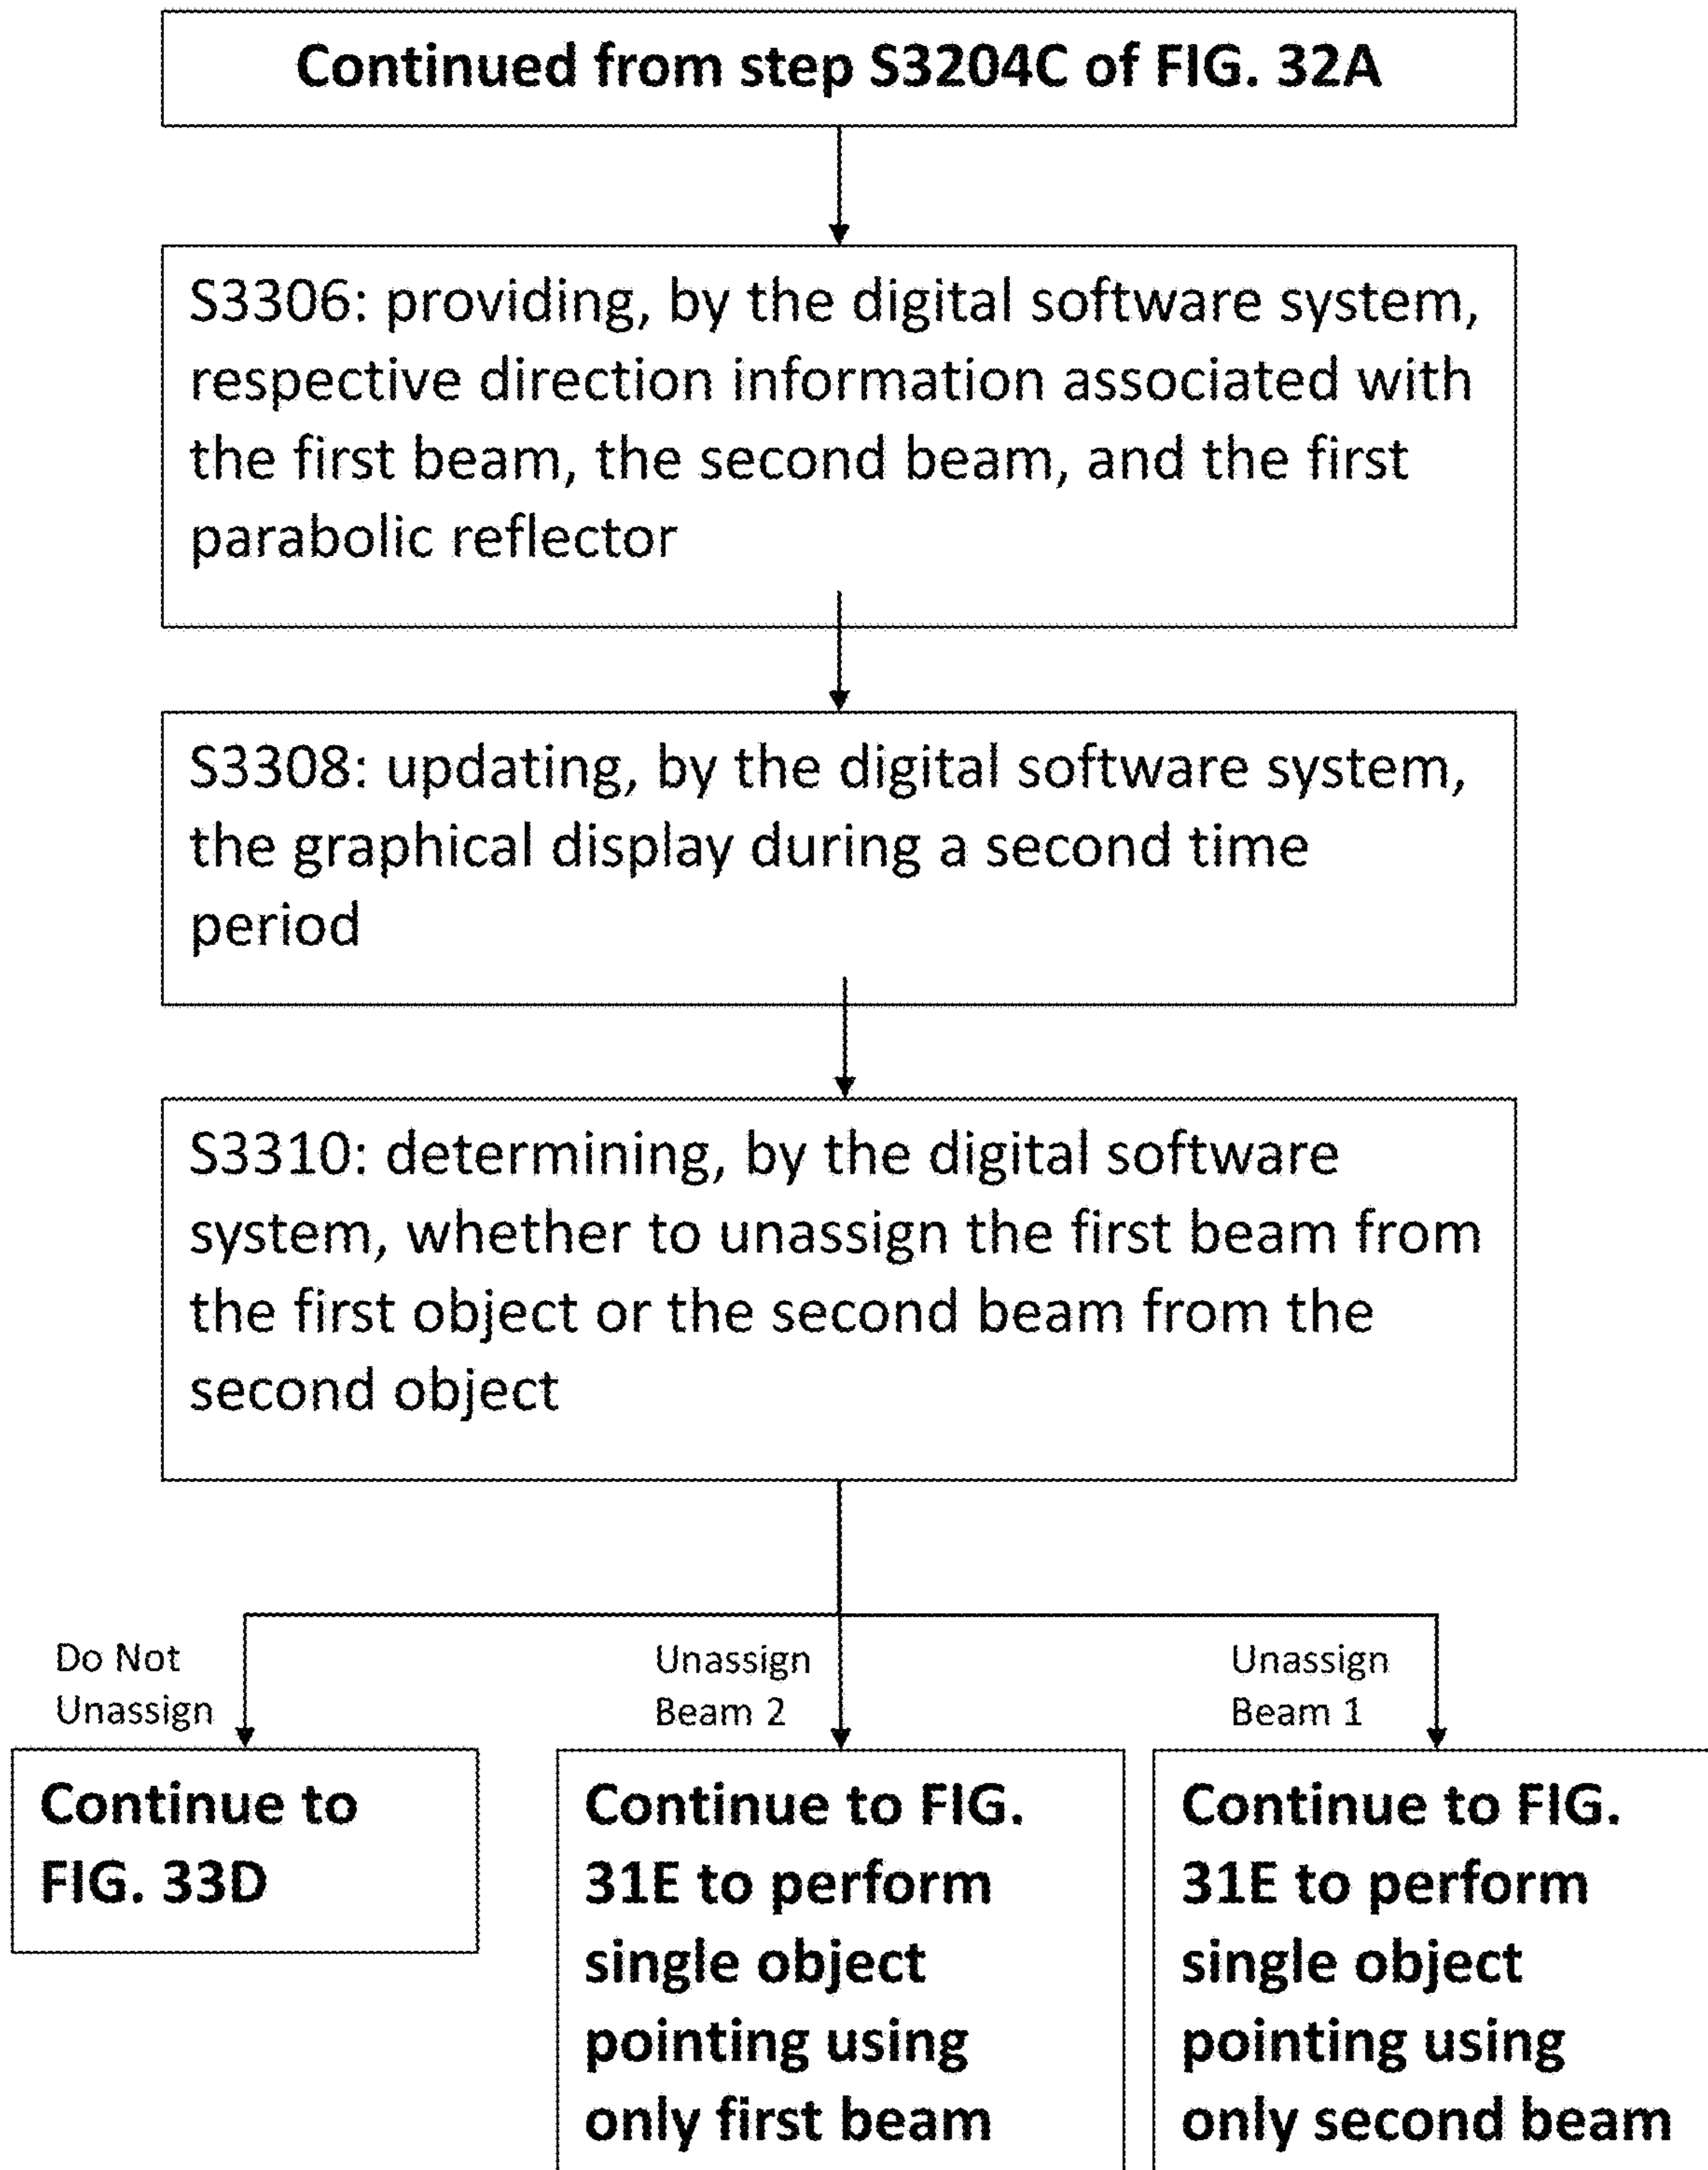 Continued from step S3204C of FIG. 32A
S3306: providing, by the digital software system,
respective direction information associated with
the first beam, the second beam, and the first
parabolic reflector
S3308: updating, by the digital software system,
the graphical display during a second time
period
S3310: determining, by the digital software
system, whether to unassign the first beam from
the first object or the second beam from the
second object
Do Not
Unassign
Unassign
Beam 2
Unassign
Beam 1
Continue to
FIG. 33D
Continue to FIG.
31E to perform
single object
pointing using
only first beam
Continue to FIG.
31E to perform
single object
pointing using
only second beam